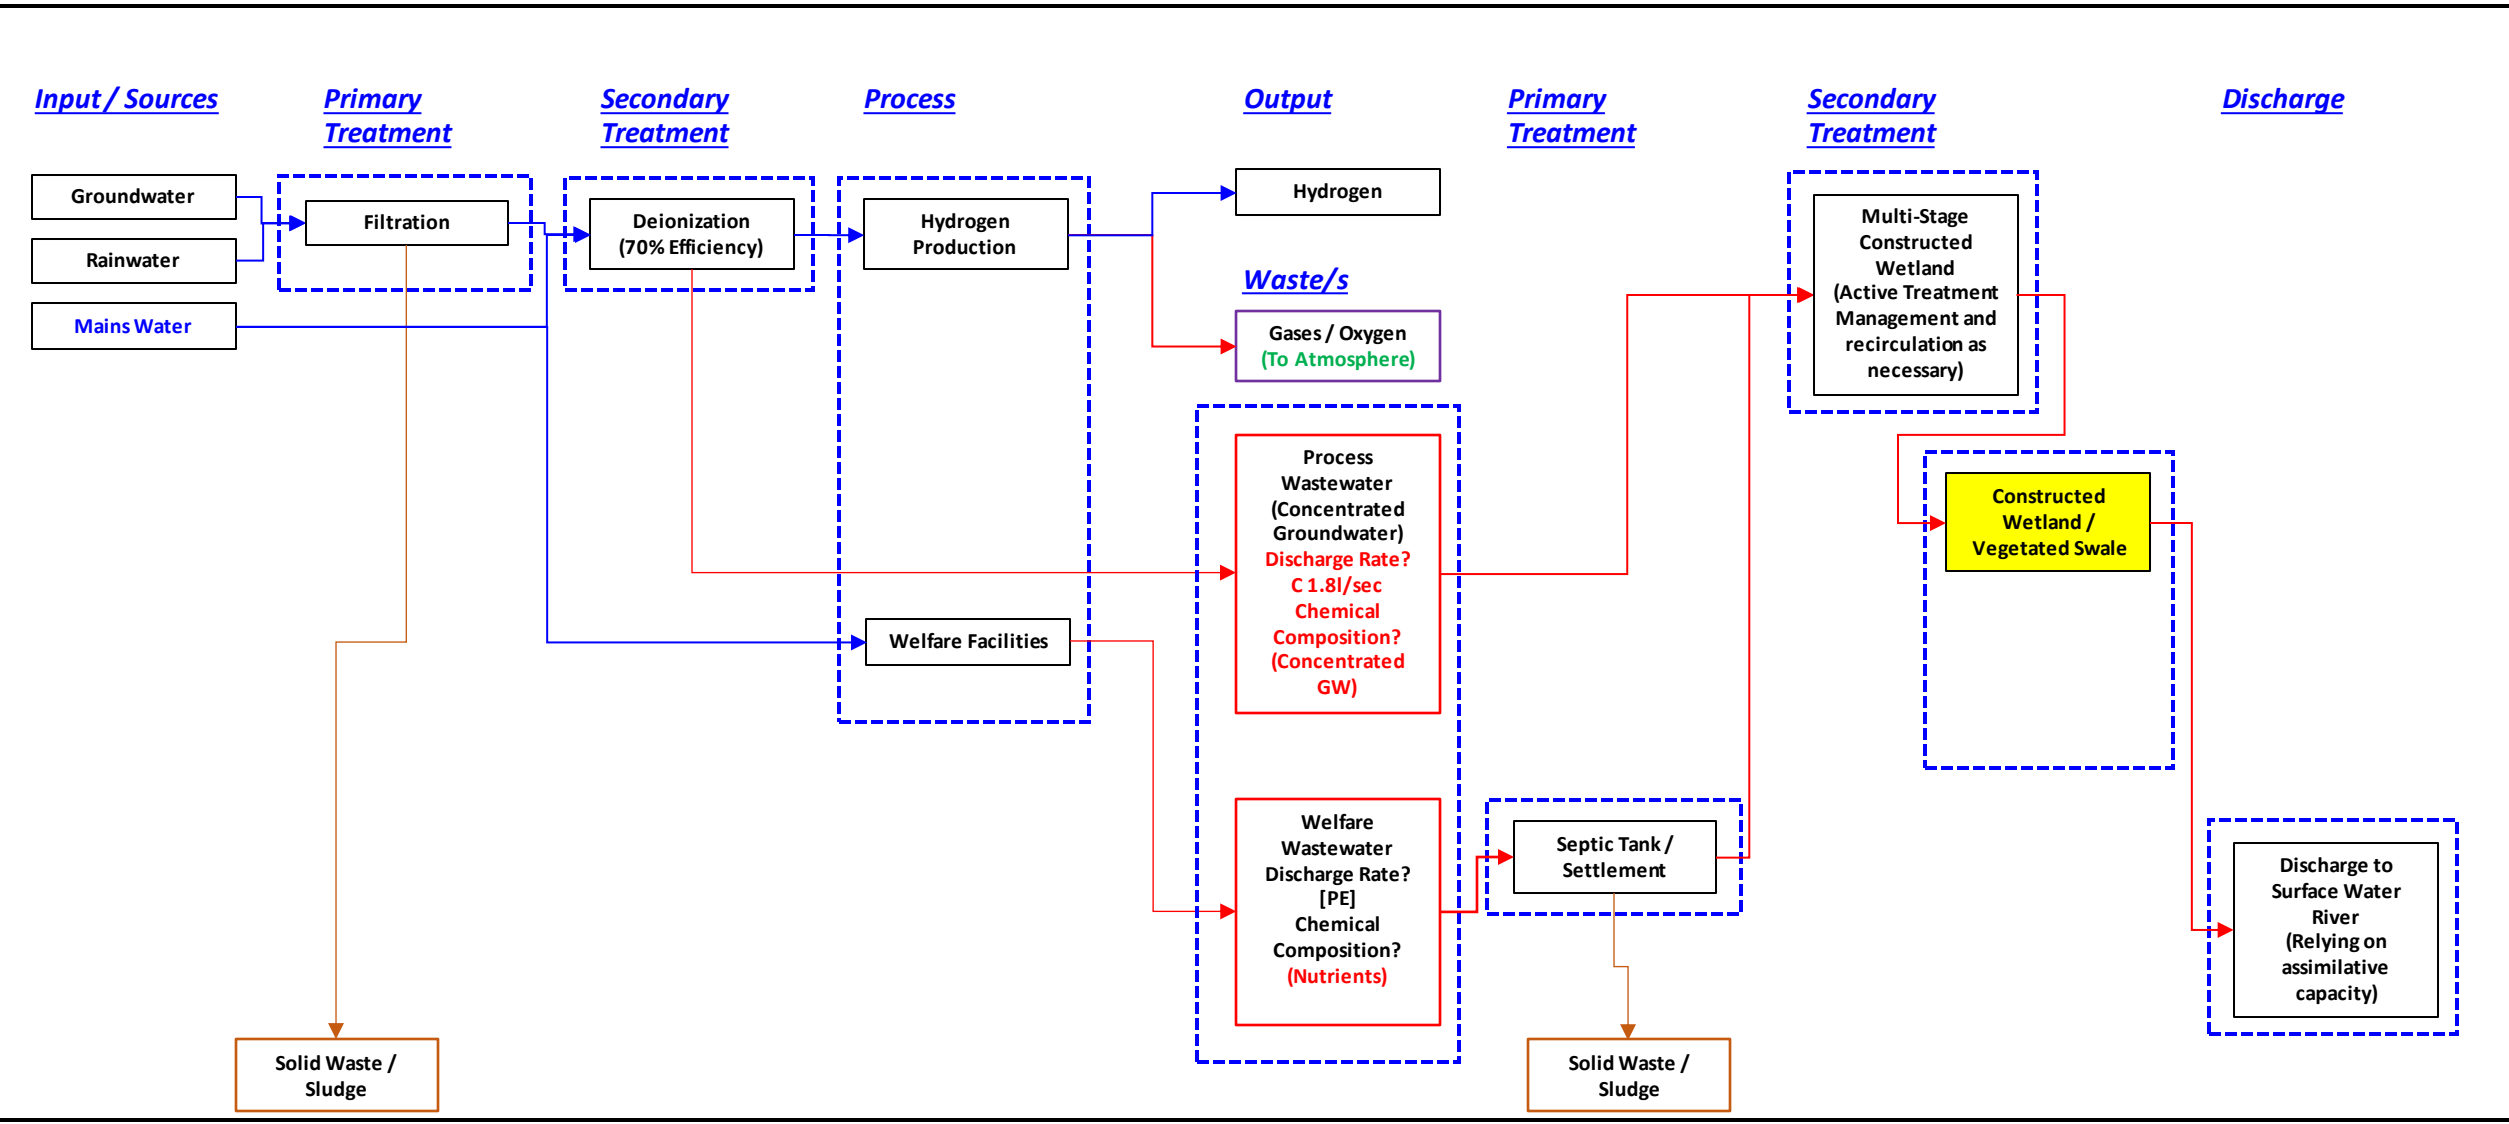 Input / Sources
Primary
Treatment
Secondary
Treatment
Process
Output
Primary
Treatment
Secondary
Treatment
Discharge
Groundwater
Rainwater
Mains Water
Filtration
Deionization
(70% Efficiency)
Hydrogen
Production
Hydrogen
Waste/s
Gases / Oxygen
(To Atmosphere)
Multi-Stage
Constructed
Wetland
(Active Treatment
Management and
recirculation as
necessary)
Process
Wastewater
(Concentrated
Groundwater)
Discharge Rate?
C 1.8l/sec
Chemical
Composition?
(Concentrated
GW)
Constructed
Wetland /
Vegetated Swale
Welfare Facilities
Welfare
Wastewater
Discharge Rate?
[PE]
Chemical
Composition?
(Nutrients)
Septic Tank /
Settlement
Discharge to
Surface Water
River
(Relying on
assimilative
capacity)
Solid Waste /
Sludge
Solid Waste /
Sludge